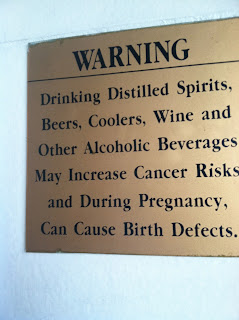 WARNING
Drinking Distilled Spirits,
Beers, Coolers, Wine and
Other Alcoholic Beverages
May Increase Cancer Risks
and During Pregnancy,
Can Cause Birth Defects.